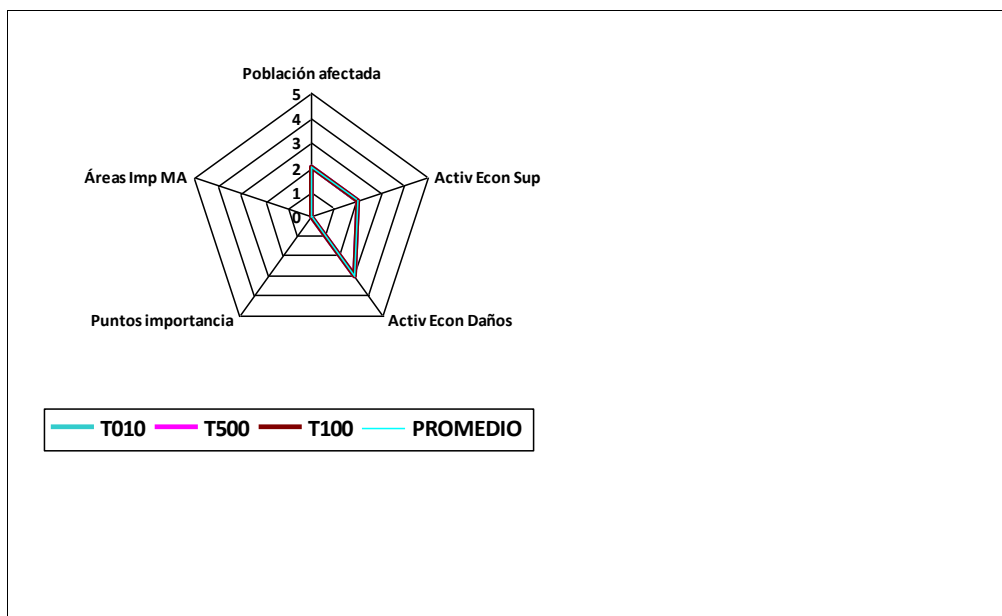 Población afectada
5
4
3
2
1
0
Áreas Imp MA
Activ Econ Sup
Puntos importancia
Activ Econ Daños
T010 T500 T100 PROMEDIO